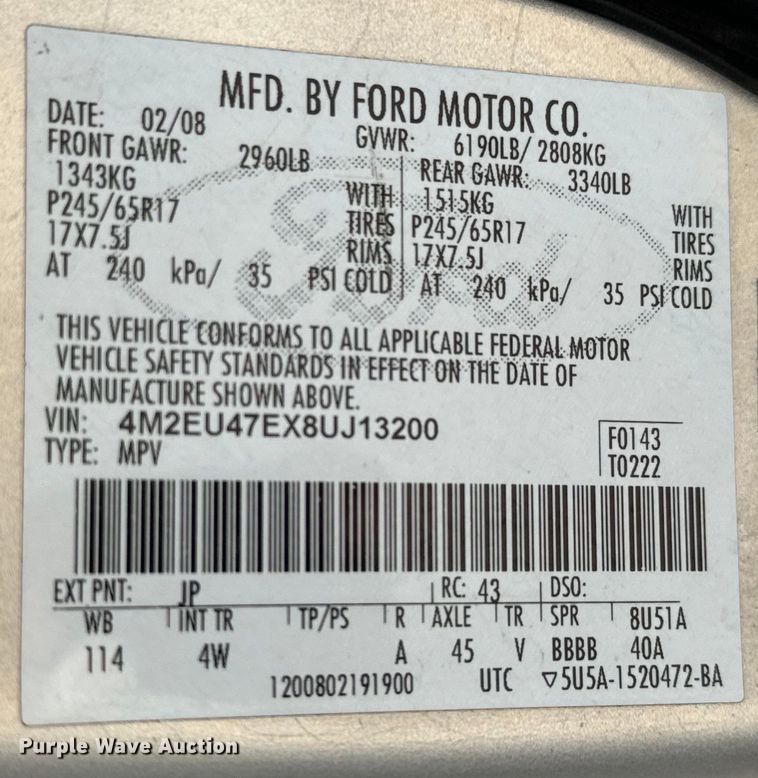 MFD. BY FORD MOTOR CO.
DATE: 02/08 GVWR: 6190LB/ 2808KG
FRONT GAWR: 2960LB REAR GAWR: 3340LB
1343KG WITH 1515KG WITH
P245/65R17 TIRES P245/65R17 TIRES
17X7.5J RIMS 17X7.5J RIMS
AT 240 kPa/ 35 PSI COLD AT 240 kPa/ 35 PSI COLD
Ford
THIS VEHICLE CONFORMS TO ALL APPLICABLE FEDERAL MOTOR
VEHICLE SAFETY STANDARDS IN EFFECT ON THE DATE OF
MANUFACTURE SHOWN ABOVE.
VIN: 4M2EU47EX8UJ13200 F0143
TYPE: MPV T0222
EXT PNT: JP RC: 43 DSO:
WB INT TR TP/PS R AXLE TR SPR 8U51A
114 4W A 45 V BBBB 40A
1200802191900 UTC ▽5U5A-1520472-BA
Purple Wave Auction